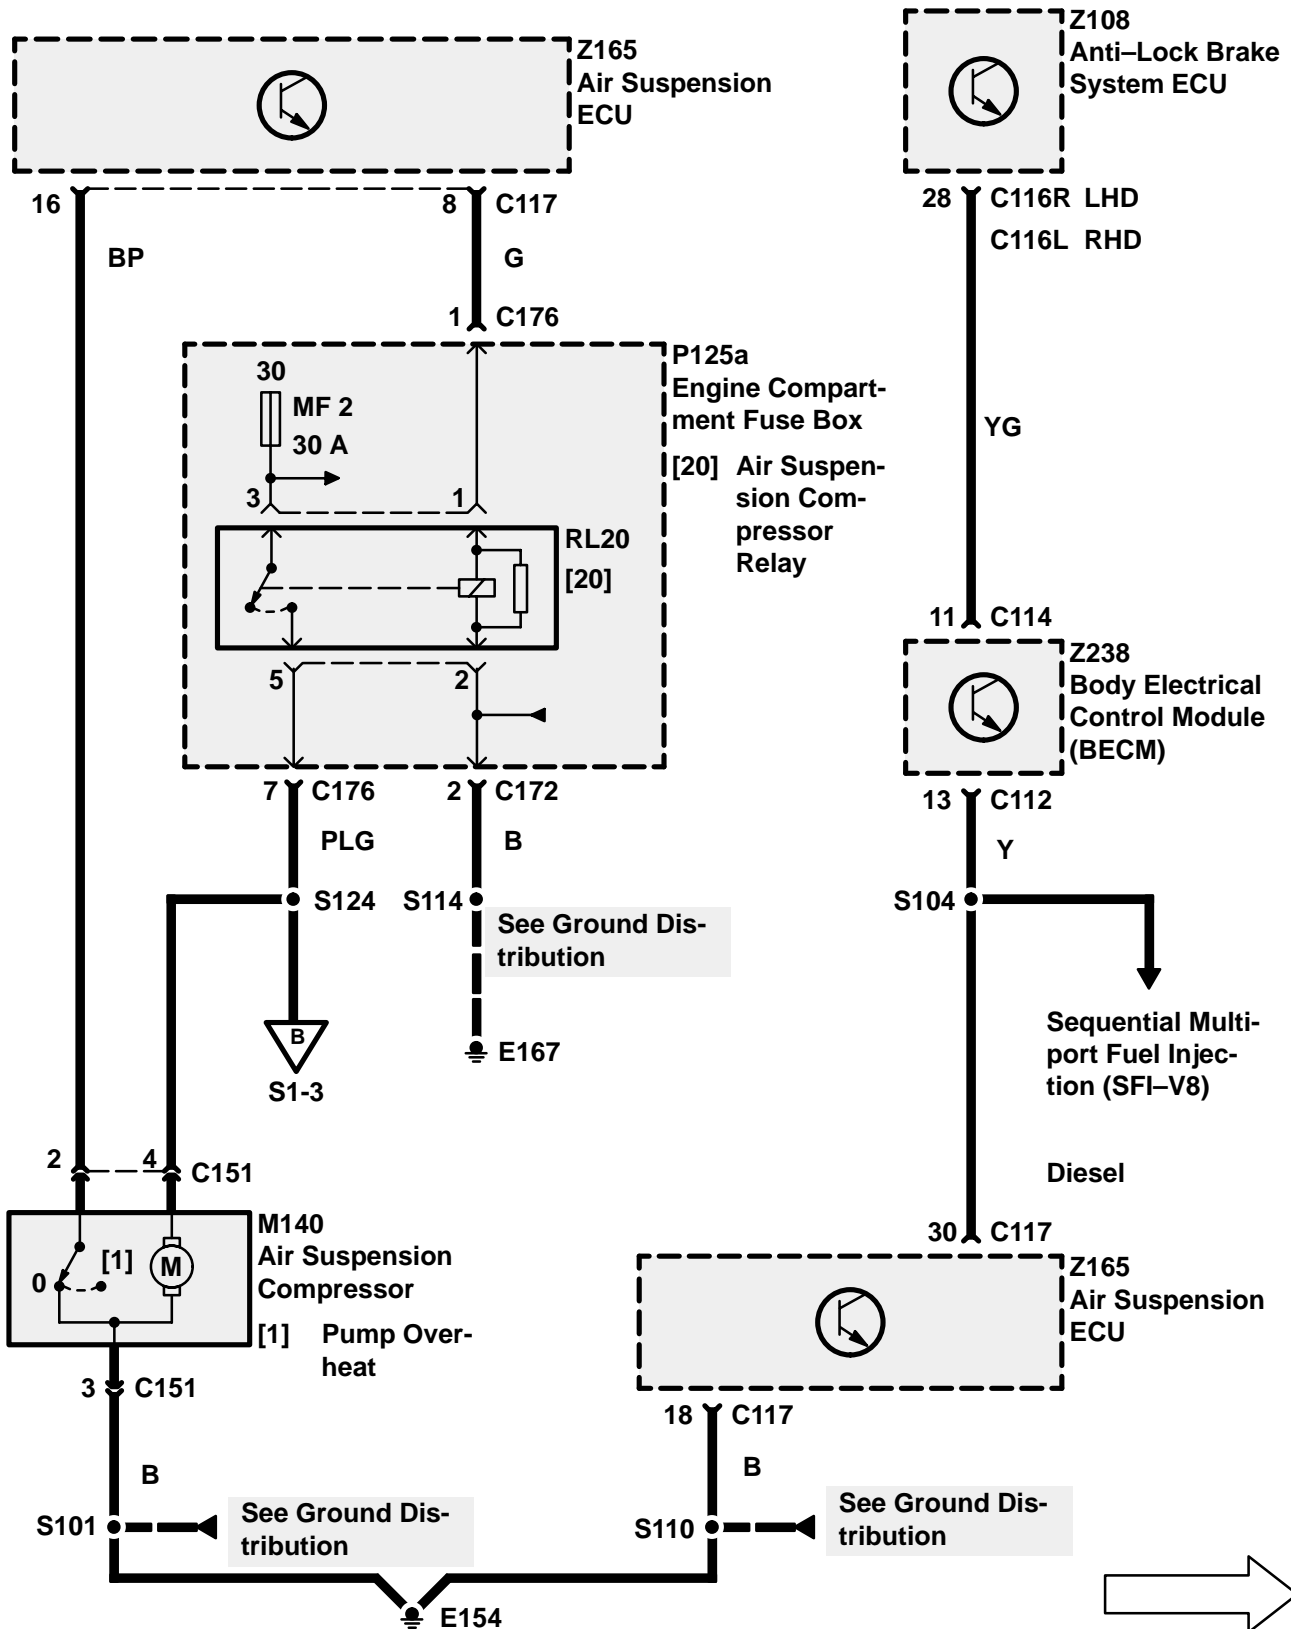 Z165
Air Suspension
ECU
Z108
Anti–Lock Brake
System ECU
16
8
C117
28
C116R LHD
C116L RHD
BP
G
1
C176
YG
P125a
Engine Compart-
ment Fuse Box
[20] Air Suspen-
sion Com-
pressor
Relay
30
MF 2
30 A
3
1
RL20
[20]
5
2
11
C114
Z238
Body Electrical
Control Module
(BECM)
13
C112
7
C176
2
C172
PLG
B
Y
S124
S114
S104
See Ground Dis-
tribution
B
S1-3
E167
Sequential Multi-
port Fuel Injec-
tion (SFI–V8)
Diesel
2
4
C151
M140
Air Suspension
Compressor
[1] Pump Over-
heat
0
[1]
M
30
C117
Z165
Air Suspension
ECU
3
C151
18
C117
B
B
S101
See Ground Dis-
tribution
S110
See Ground Dis-
tribution
E154